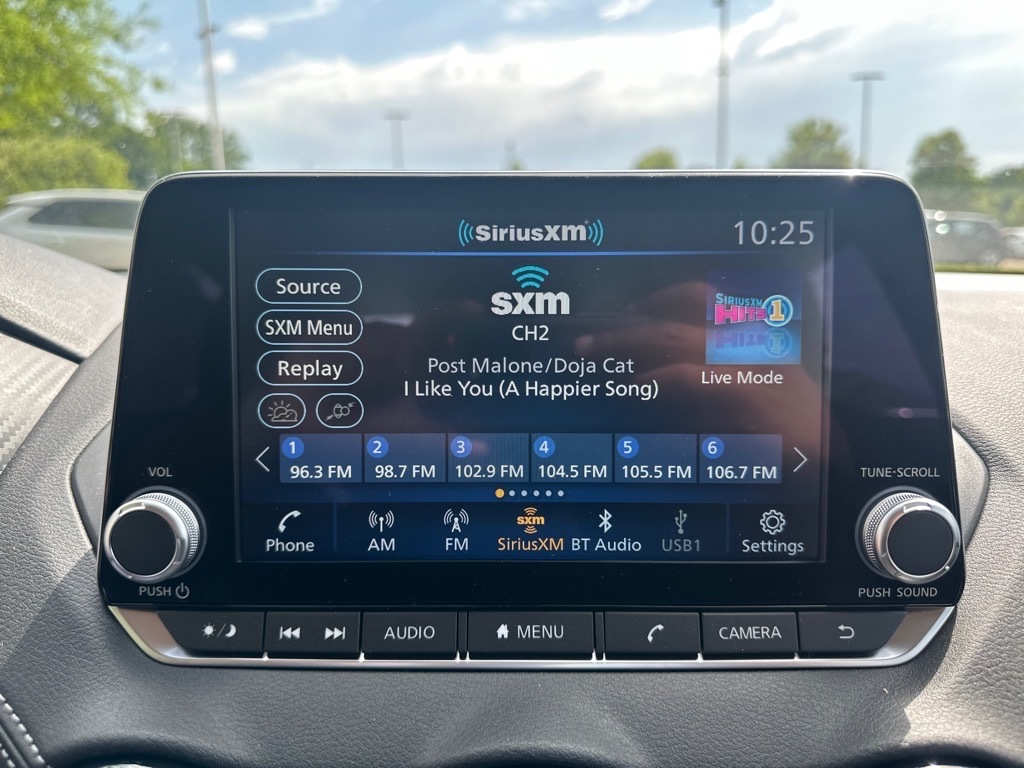 SiriusXM
10:25
Source
SXM Menu
Replay
sxm
CH2
Post Malone/Doja Cat
I Like You (A Happier Song)
SIRIUSXM
HITS 1
Live Mode
1 2 3 4 5 6
96.3 FM 98.7 FM 102.9 FM 104.5 FM 105.5 FM 106.7 FM
sxm
Phone AM FM SiriusXM BT Audio USB1 Settings
VOL
PUSH
TUNE·SCROLL
PUSH SOUND
AUDIO MENU CAMERA